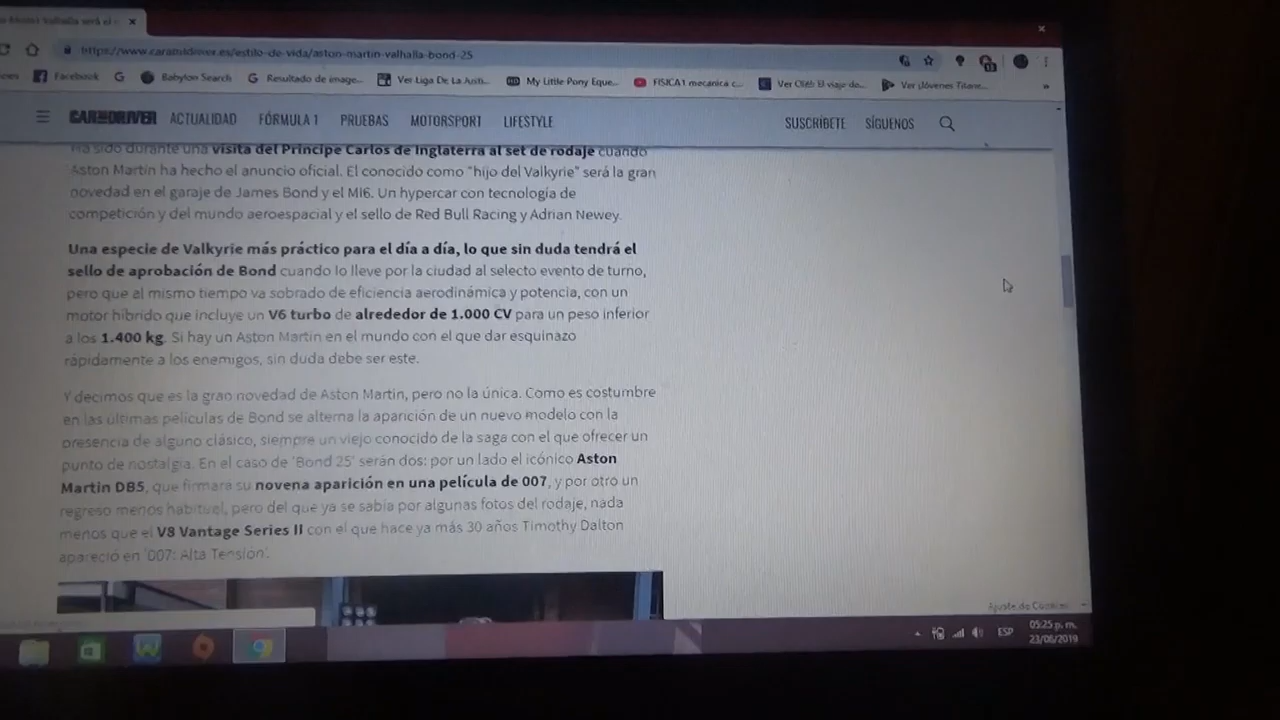 Valhalla será el
https://www.caranddriver.es/estilo-de-vida/aston-martin-valhalla-bond-25
Facebook
Babylon Search
Resultado de image...
Ver Liga De La Justi...
My Little Pony Eque...
FISICA 1 mecanica c...
Ver El viaje de...
Ver ¡Jóvenes Titane...
»
CAR AND DRIVER
ACTUALIDAD
FÓRMULA 1
PRUEBAS
MOTORSPORT
LIFESTYLE
SUSCRÍBETE
SÍGUENOS
Ha sido durante una visita del Príncipe Carlos de Inglaterra al set de rodaje cuando
Aston Martin ha hecho el anuncio oficial. El conocido como "hijo del Valkyrie" será la gran
novedad en el garaje de James Bond y el MI6. Un hypercar con tecnología de
competición y del mundo aeroespacial y el sello de Red Bull Racing y Adrian Newey.
Una especie de Valkyrie más práctico para el día a día, lo que sin duda tendrá el
sello de aprobación de Bond cuando lo lleve por la ciudad al selecto evento de turno,
pero que al mismo tiempo va sobrado de eficiencia aerodinámica y potencia, con un
motor híbrido que incluye un V6 turbo de alrededor de 1.000 CV para un peso inferior
a los 1.400 kg. Si hay un Aston Martin en el mundo con el que dar esquinazo
rápidamente a los enemigos, sin duda debe ser este.
Y decimos que es la gran novedad de Aston Martin, pero no la única. Como es costumbre
en las últimas películas de Bond se alterna la aparición de un nuevo modelo con la
presencia de alguno clásico, siempre un viejo conocido de la saga con el que ofrecer un
punto de nostalgia. En el caso de 'Bond 25' serán dos: por un lado el icónico Aston
Martin DB5, que firmará su novena aparición en una película de 007, y por otro un
regreso menos habitual, pero del que ya se sabía por algunas fotos del rodaje, nada
menos que el V8 Vantage Series II con el que hace ya más 30 años Timothy Dalton
apareció en '007: Alta Tensión'.
Ajuste de Cookies
ESP
05:25 p. m.
23/06/2019